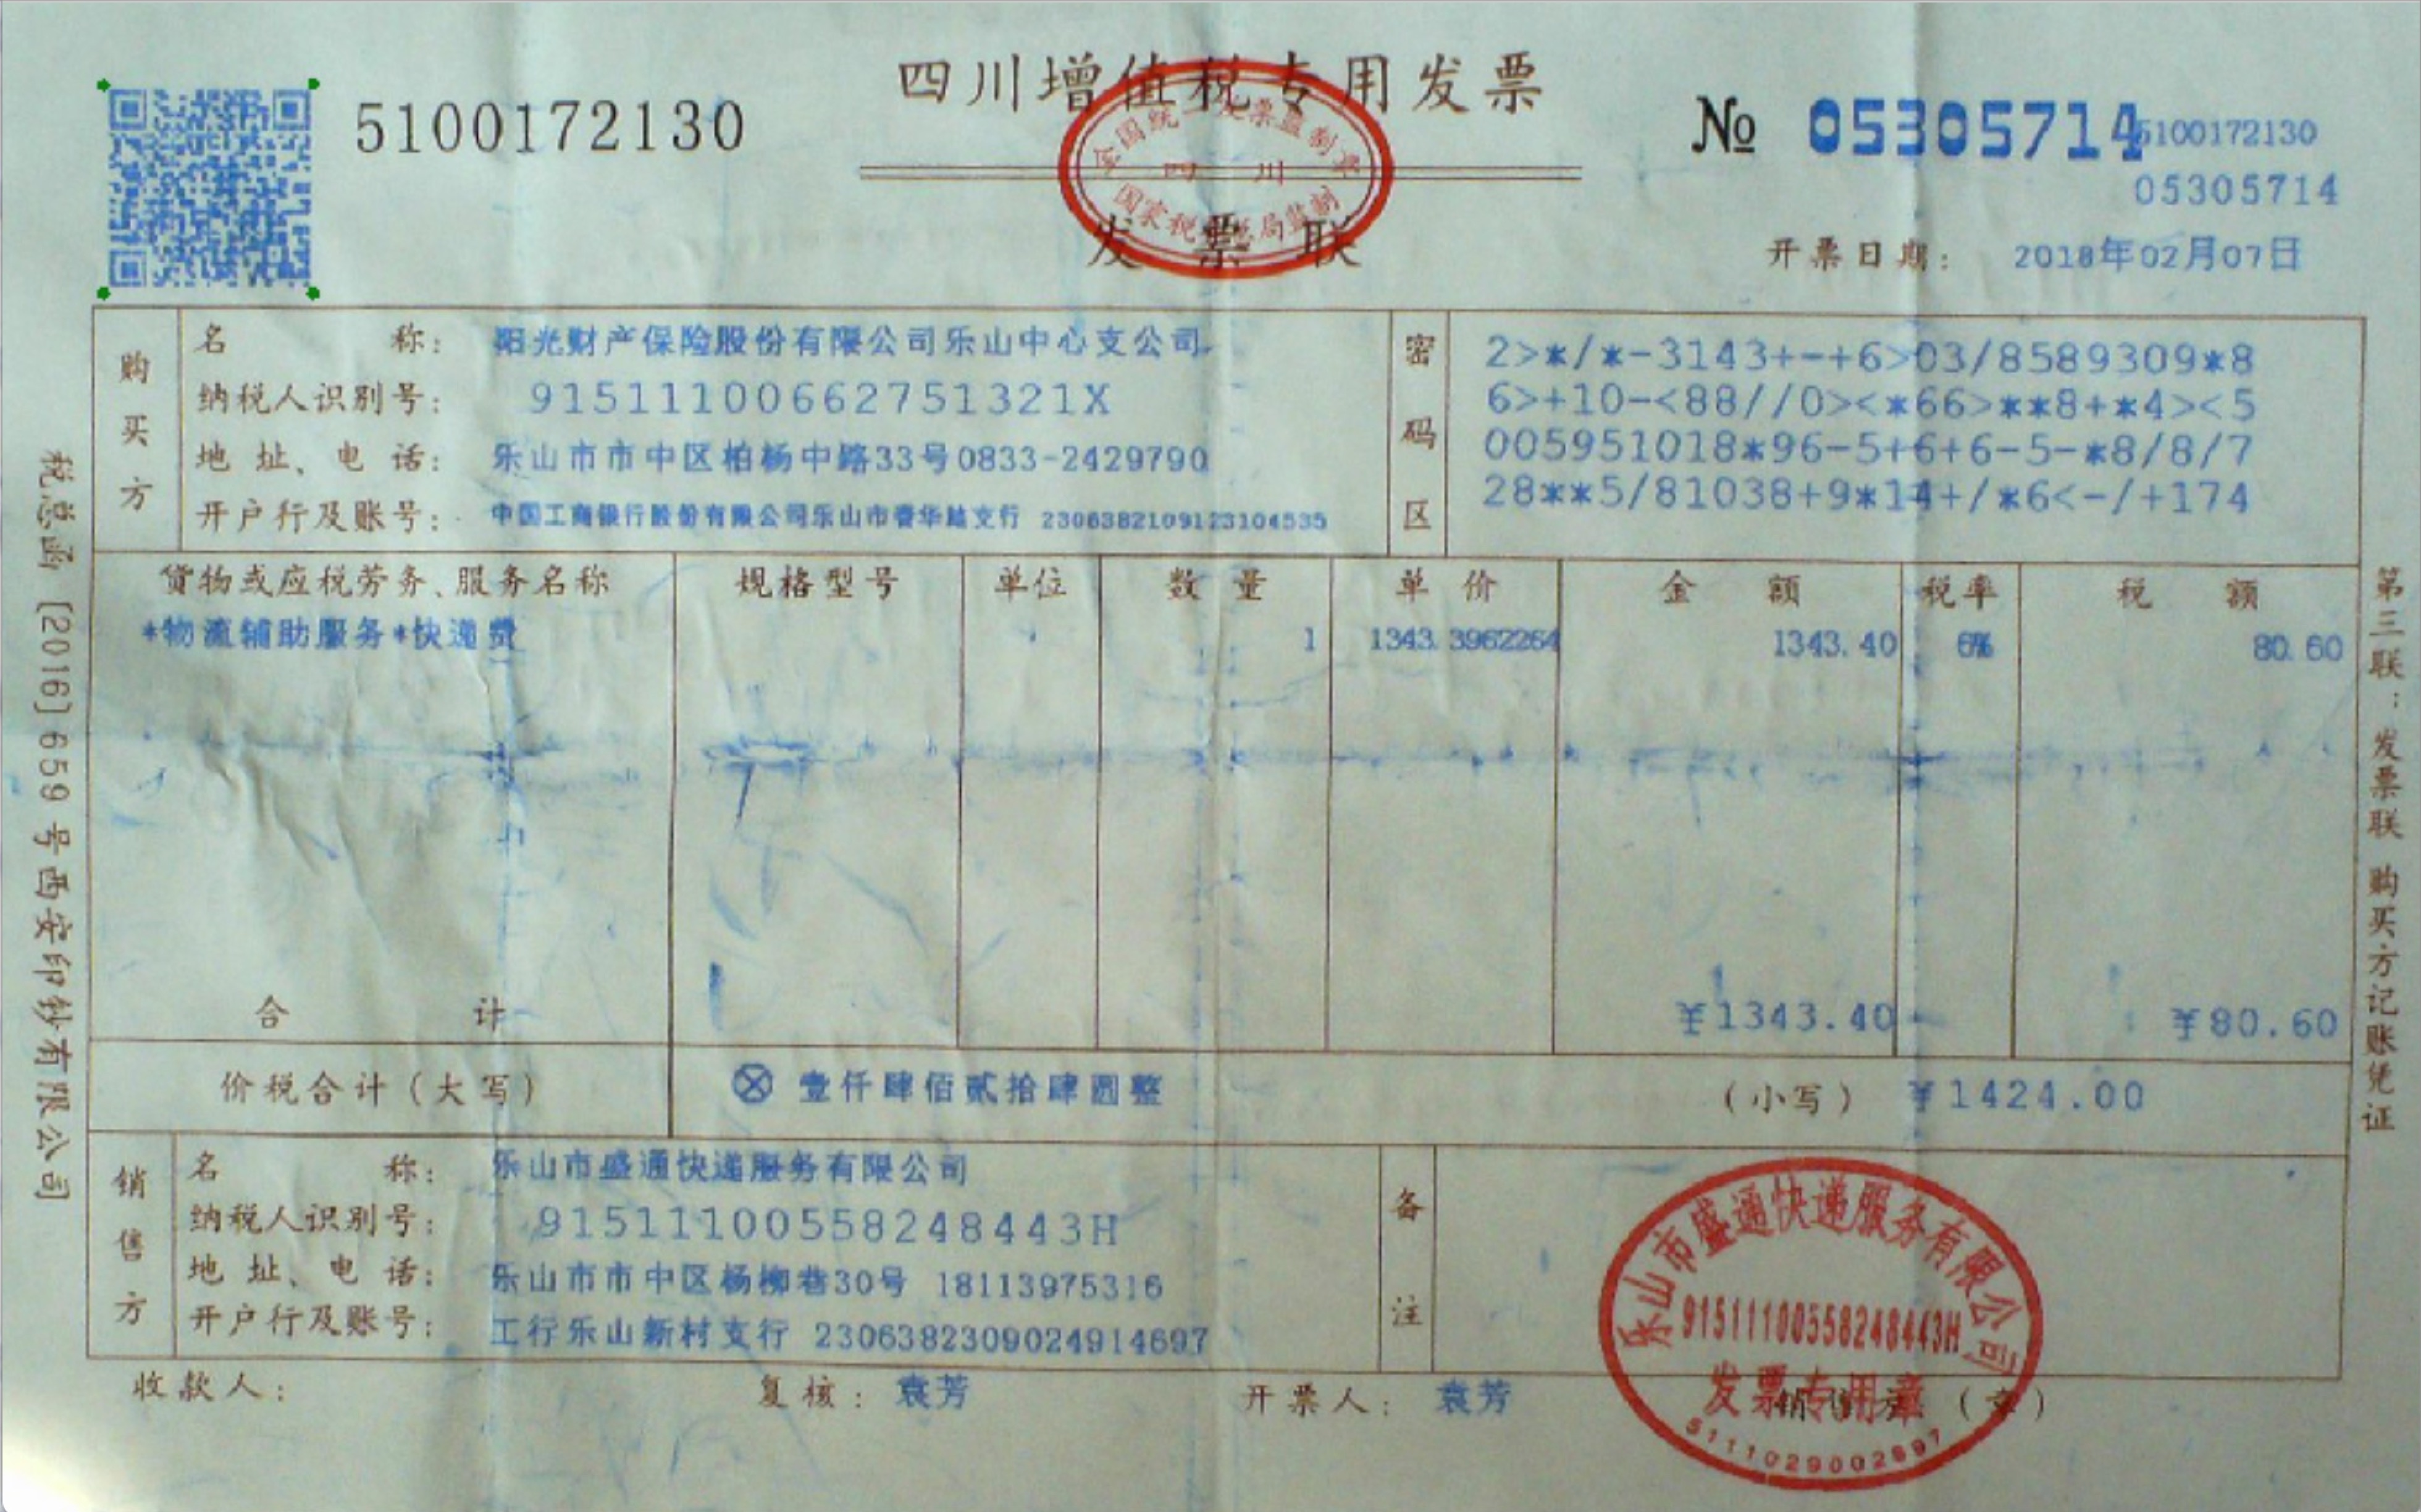 四川增值税专用发票
5100172130
№ 05305714
5100172130
05305714
全国统一发票监制章
四川
国家税务总局监制
发票联
开票日期： 2018年02月07日
购买方
名 称： 阳光财产保险股份有限公司乐山中心支公司
纳税人识别号： 91511100662751321X
地 址、电 话： 乐山市市中区柏杨中路33号0833-2429790
开户行及账号： 中国工商银行股份有限公司乐山市春华路支行 2306382109123104535
密码区
2>*/*-3143+-+6>03/8589309*8
6>+10-<88//0><*66>**8+*4><5
005951018*96-5+6+6-5-*8/8/7
28**5/81038+9*14+/*6<-/+174
货物或应税劳务、服务名称 规格型号 单位 数 量 单 价 金 额 税率 税 额
*物流辅助服务*快递费 1 1343.3962264 1343.40 6% 80.60
合 计 ¥1343.40 ¥80.60
价税合计（大写） ⊗ 壹仟肆佰贰拾肆圆整 （小写） ¥1424.00
销售方
名 称： 乐山市盛通快递服务有限公司
纳税人识别号： 91511100558248443H
地 址、电 话： 乐山市市中区杨柳巷30号 18113975316
开户行及账号： 工行乐山新村支行 2306382309024914697
备注
收款人： 复核： 袁芳 开票人： 袁芳 销售方：（章）
乐山市盛通快递服务有限公司
91511100558248443H
发票专用章
5111029002697
税总函［2016］659号西安印钞有限公司
第三联：发票联 购买方记账凭证